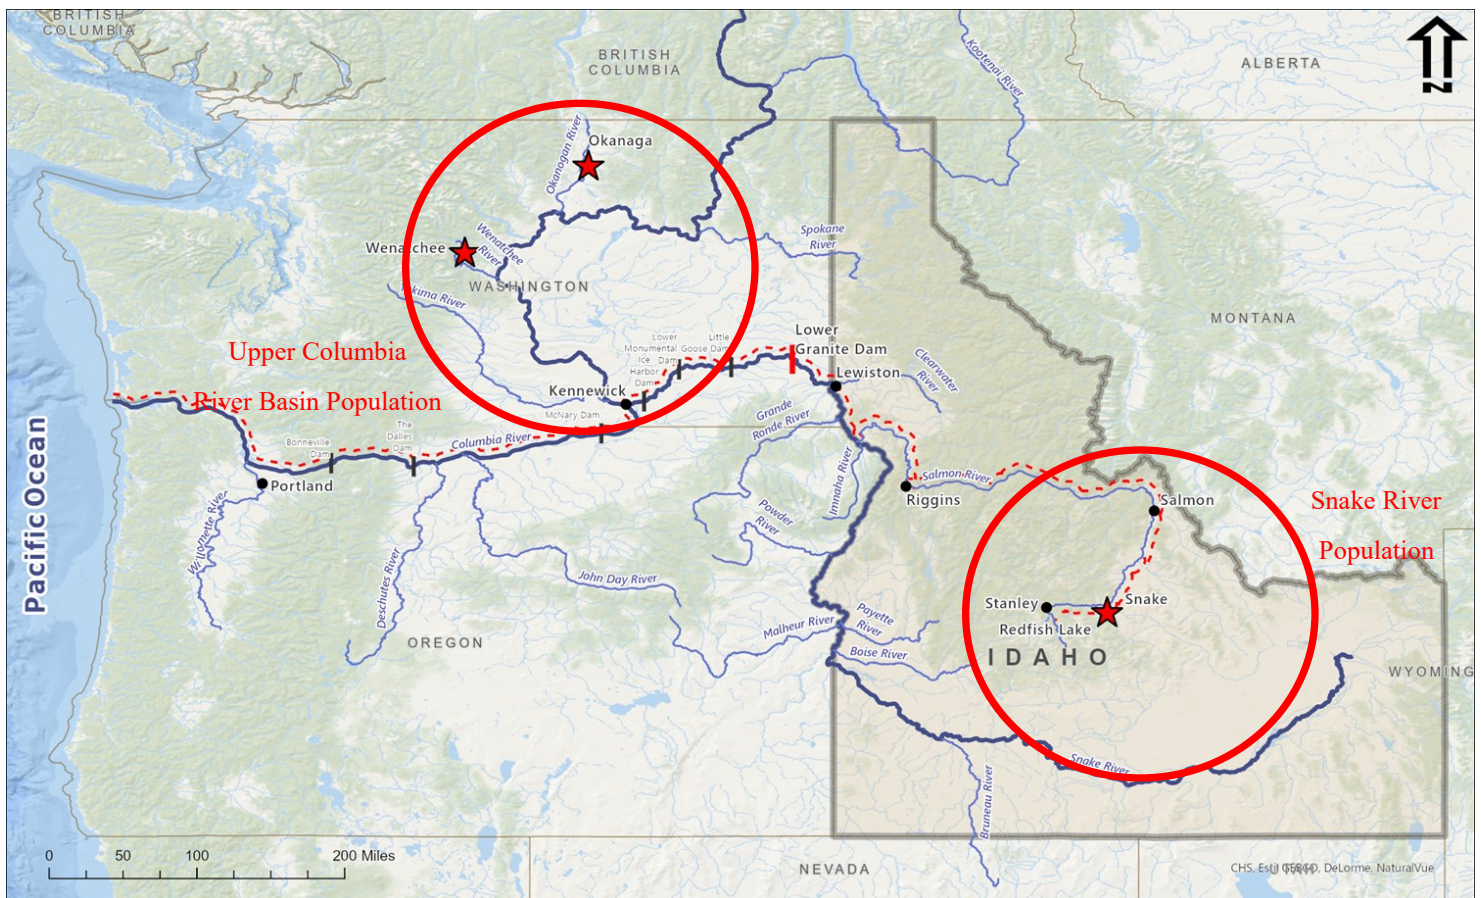 BRITISH
COLUMBIA
BRITISH
COLUMBIA
Kootenai River
ALBERTA
N
Okanagan River
Okanaga
Wenatchee
Wenatchee
River
WASHINGTON
Spokane
River
MONTANA
Upper Columbia
River Basin Population
Lower
Monumental
Dam
Little
Goose Dam
Ice
Harbor
Dam
Lower
Granite Dam
Lewiston
Clearwater
River
Kennewick
McNary Dam
Grande
Ronde River
Bonneville
Dam
The
Dalles
Dam
Columbia River
Pacific Ocean
Portland
Imnaha River
Salmon River
Riggins
Salmon
Snake River
Population
Powder
River
Deschutes River
John Day River
Stanley
Snake
Redfish Lake
IDAHO
Payette
River
Malheur River
Boise River
OREGON
WYOMING
Snake River
Bruneau River
0 50 100 200 Miles
NEVADA
CHS, Esri, GEBCO, DeLorme, NaturalVue